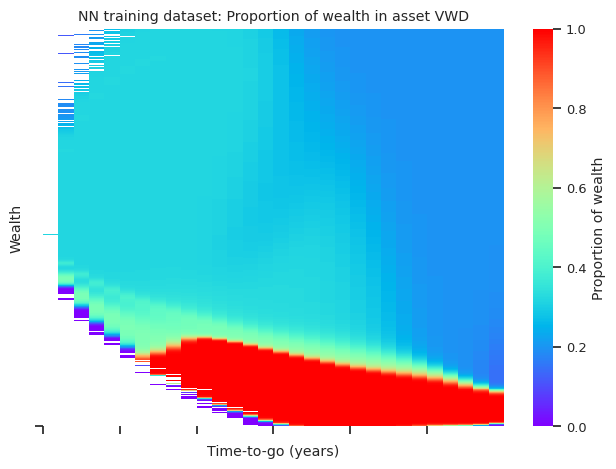 NN training dataset: Proportion of wealth in asset VWD
1.0
0.8
0.6
0.4
0.2
0.0
Proportion of wealth
Wealth
Time-to-go (years)